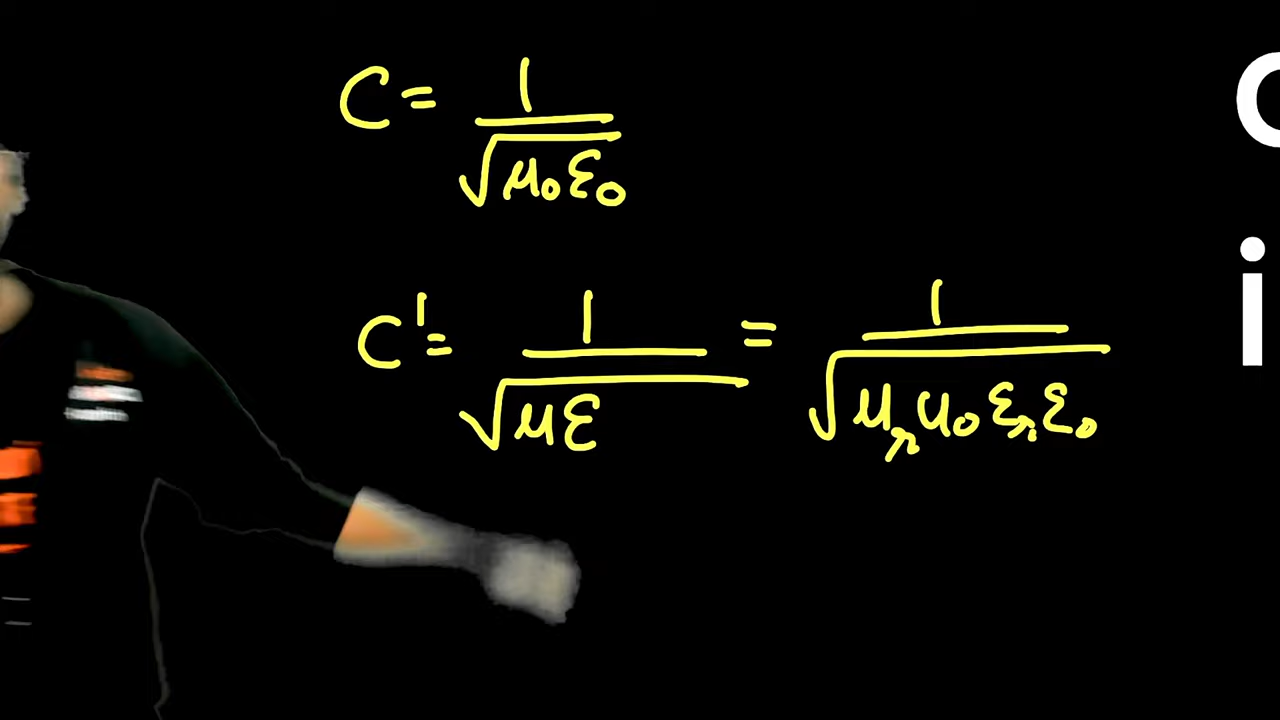 C = 1/√μ₀ε₀
C' = 1/√με = 1/√μᵣμ₀εᵣε₀